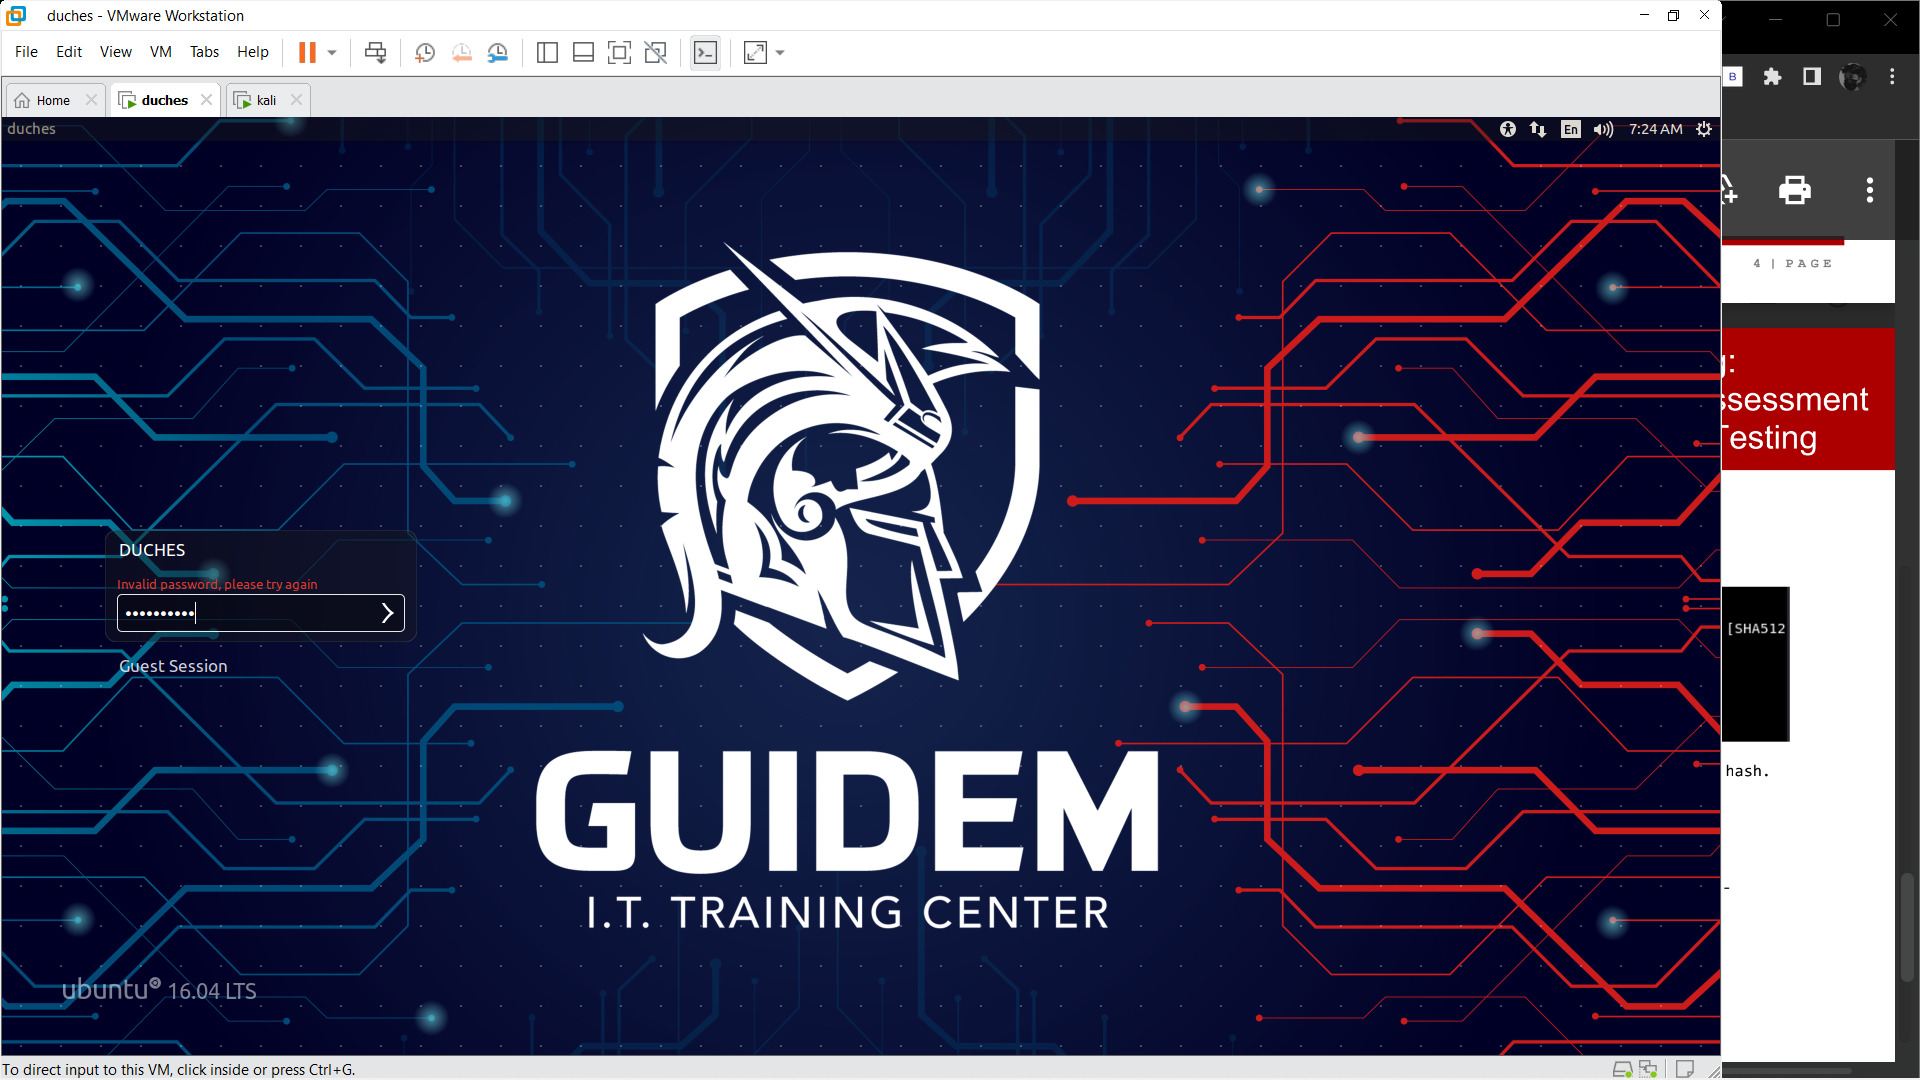 duches - VMware Workstation
File Edit View VM Tabs Help
Home duches kali
B
duches
En 7:24 AM
4 | PAGE
g:
ssessment
Testing
DUCHES
Invalid password, please try again
Guest Session
[SHA512
hash.
GUIDEM
I.T. TRAINING CENTER
ubuntu® 16.04 LTS
To direct input to this VM, click inside or press Ctrl+G.